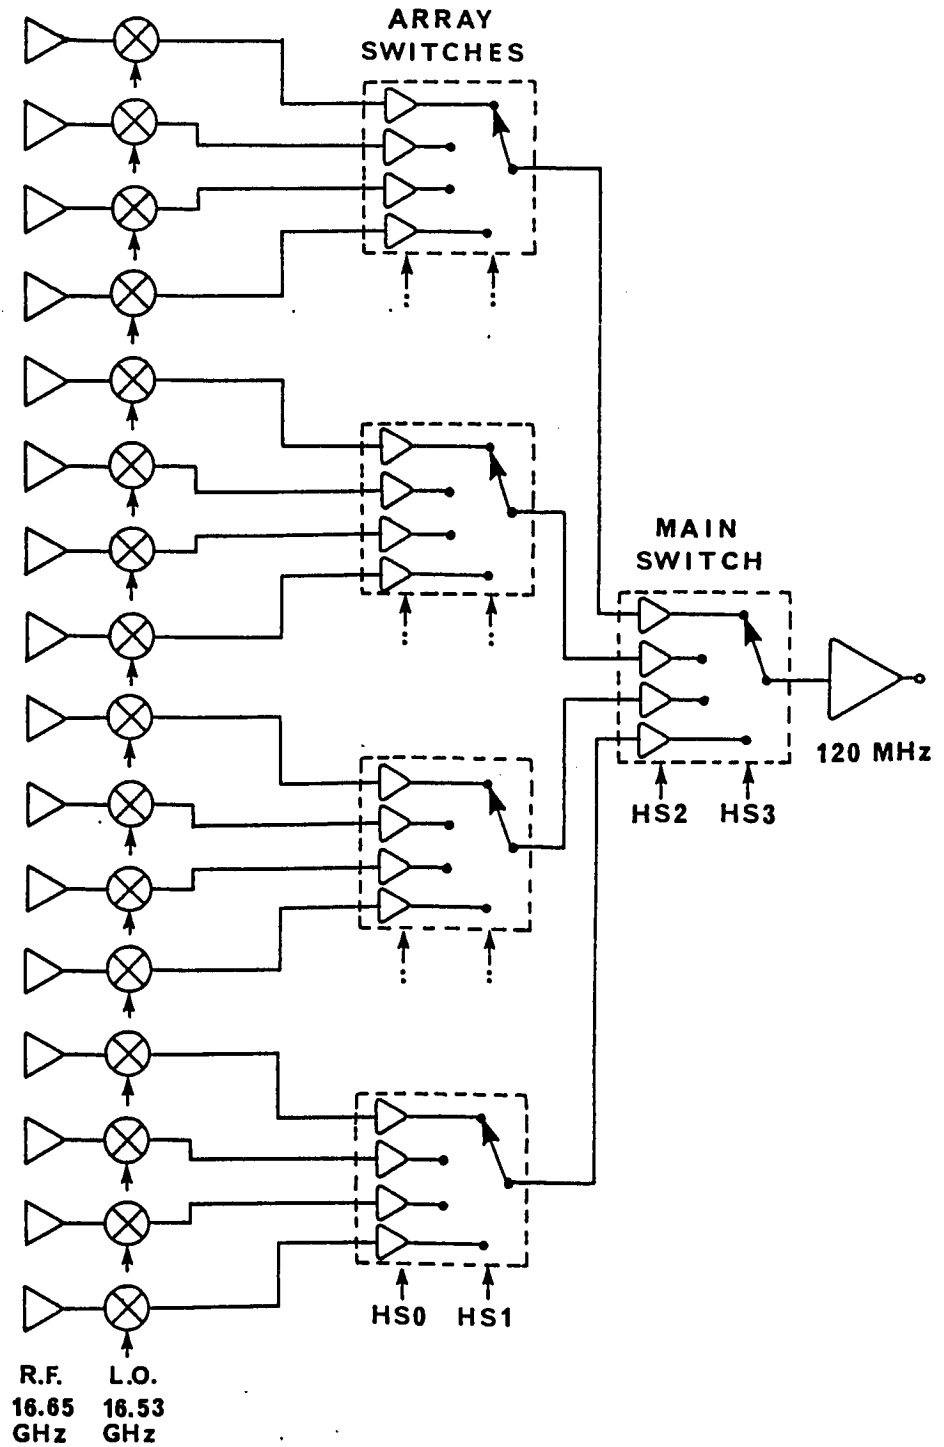 ARRAY
SWITCHES
MAIN
SWITCH
120 MHz
HS2 HS3
HS0 HS1
R.F. L.O.
16.65 16.53
GHz GHz